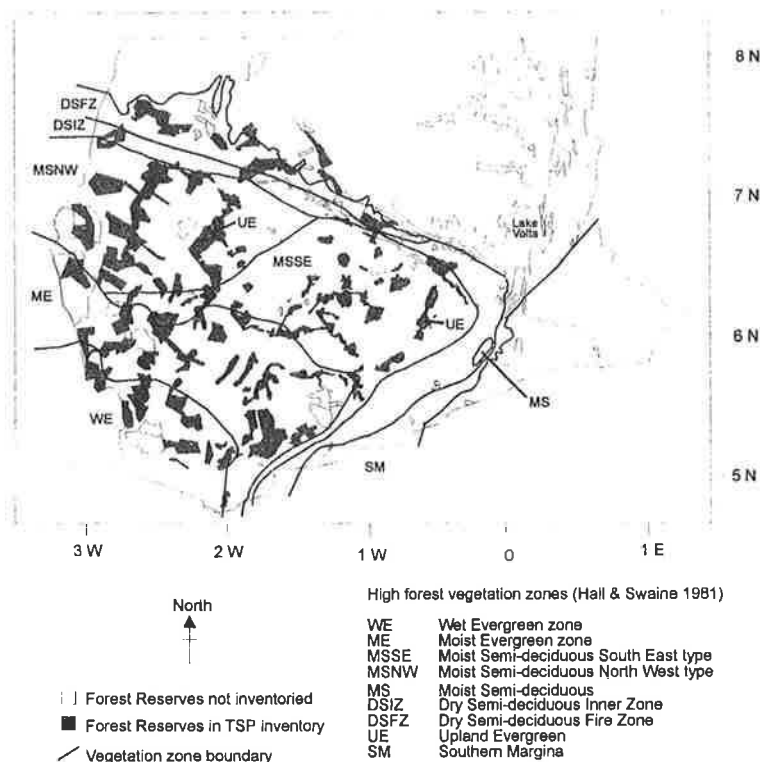 8 N
DSFZ
DSIZ
MSNW
7 N
UE
Lake
Volta
MSSE
ME
UE
6 N
MS
WE
SM
5 N
3 W 2 W 1 W 0 1 E
North
High forest vegetation zones (Hall & Swaine 1981)
WE Wet Evergreen zone
ME Moist Evergreen zone
MSSE Moist Semi-deciduous South East type
MSNW Moist Semi-deciduous North West type
MS Moist Semi-deciduous
DSIZ Dry Semi-deciduous Inner Zone
DSFZ Dry Semi-deciduous Fire Zone
UE Upland Evergreen
SM Southern Margina
Forest Reserves not inventoried
Forest Reserves in TSP inventory
Vegetation zone boundary